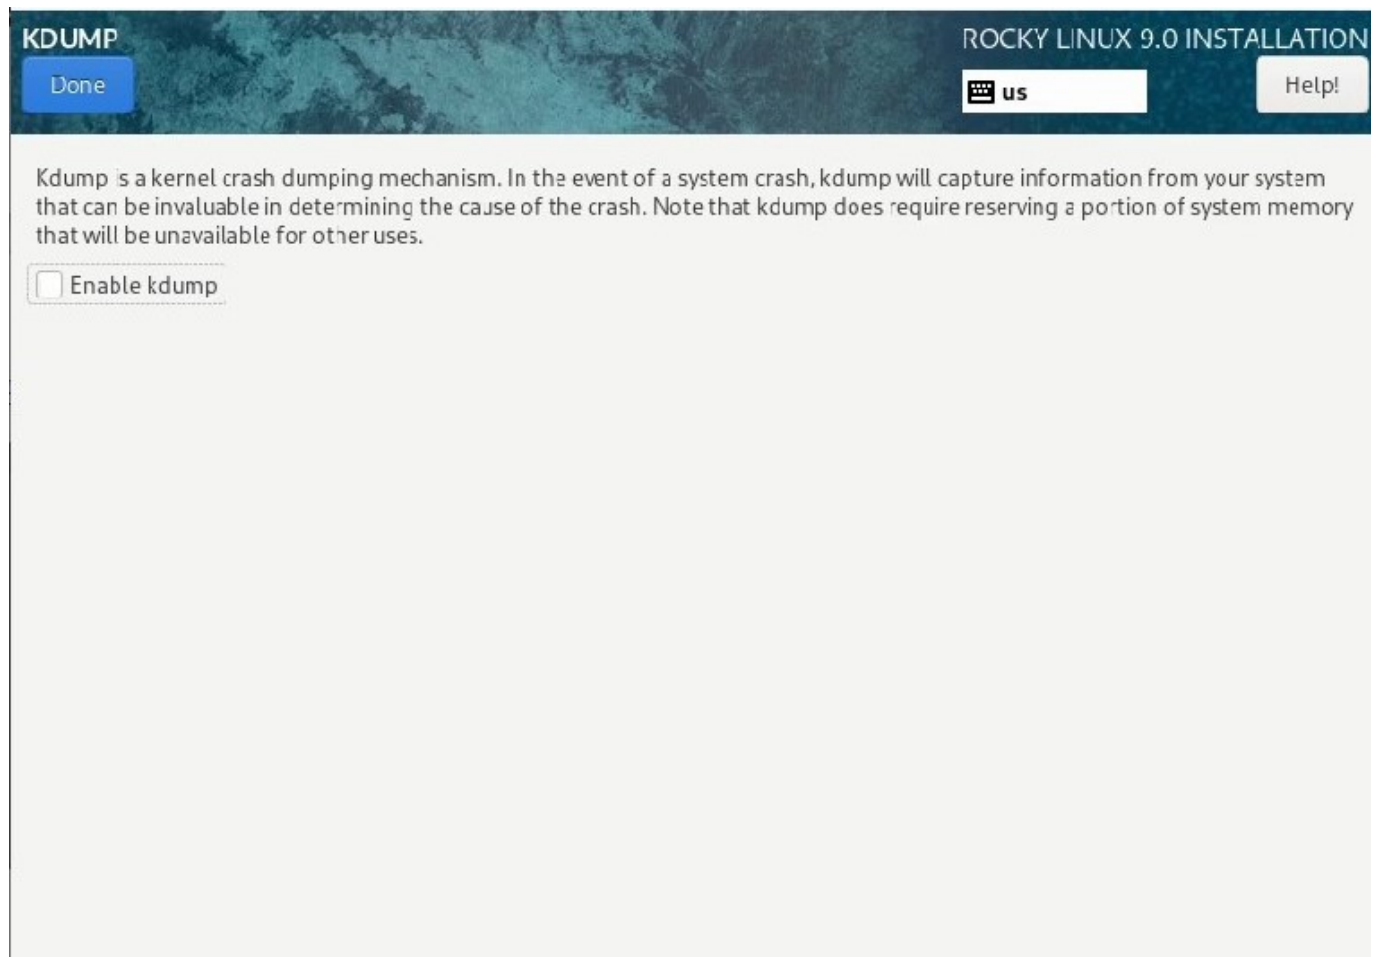 KDUMP
ROCKY LINUX 9.0 INSTALLATION
Done
us
Help!
Kdump is a kernel crash dumping mechanism. In the event of a system crash, kdump will capture information from your system
that can be invaluable in determining the cause of the crash. Note that kdump does require reserving a portion of system memory
that will be unavailable for other uses.
Enable kdump